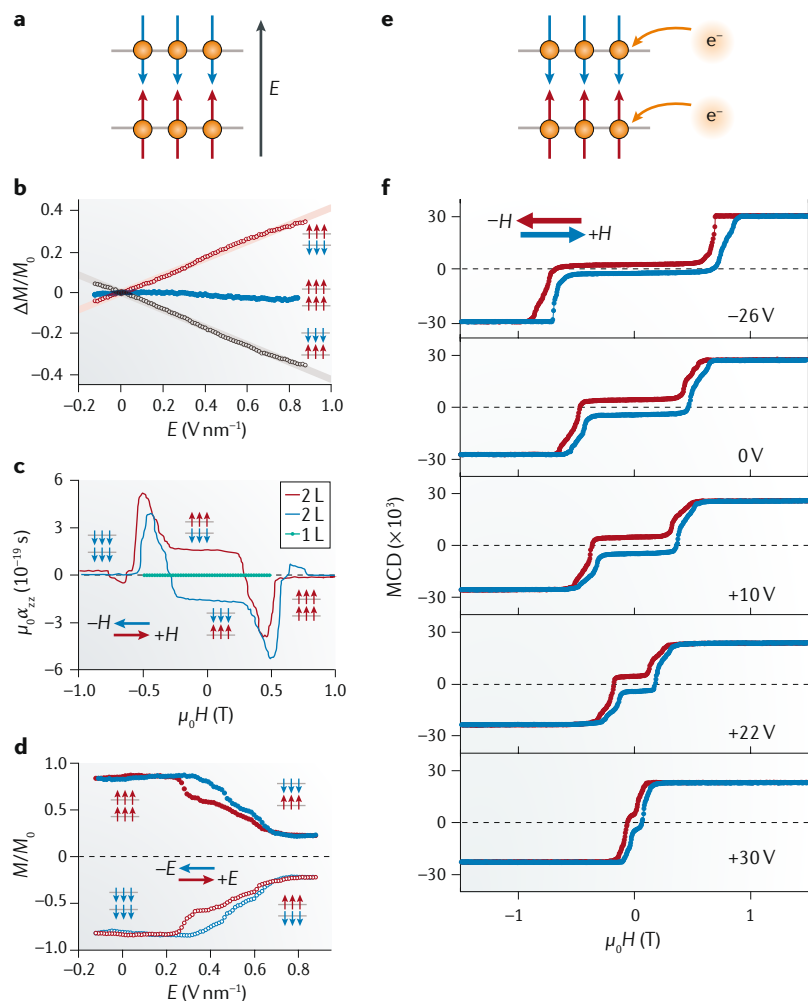 a
E
e
e⁻
e⁻
b
0.4
0.2
0
−0.2
−0.4
ΔM/M₀
−0.2 0 0.2 0.4 0.6 0.8 1.0
E (V nm⁻¹)
c
6
3
0
−3
−6
μ₀α_zz (10⁻¹⁹ s)
2 L
2 L
1 L
−H
+H
−1.0 −0.5 0 0.5 1.0
μ₀H (T)
d
1.0
0.5
0
−0.5
−1.0
M/M₀
−E
+E
−0.2 0 0.2 0.4 0.6 0.8
E (V nm⁻¹)
f
−H
+H
30
0
−30
−26 V
30
0
−30
0 V
30
0
−30
+10 V
MCD (×10³)
30
0
−30
+22 V
30
0
−30
+30 V
−1 0 1
μ₀H (T)